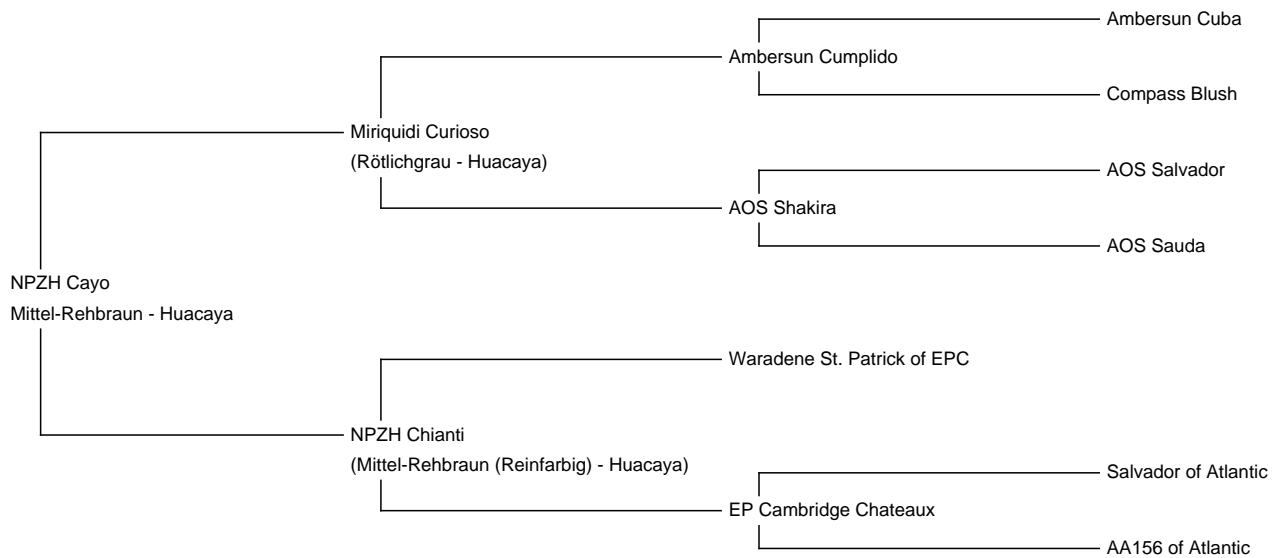 Ambersun Cuba
Ambersun Cumplido
Compass Blush
Miriquidi Curioso
(Rötlichgrau - Huacaya)
AOS Salvador
AOS Shakira
AOS Sauda
NPZH Cayo
Mittel-Rehbraun - Huacaya
Waradene St. Patrick of EPC
NPZH Chianti
(Mittel-Rehbraun (Reinfarbig) - Huacaya)
Salvador of Atlantic
EP Cambridge Chateaux
AA156 of Atlantic